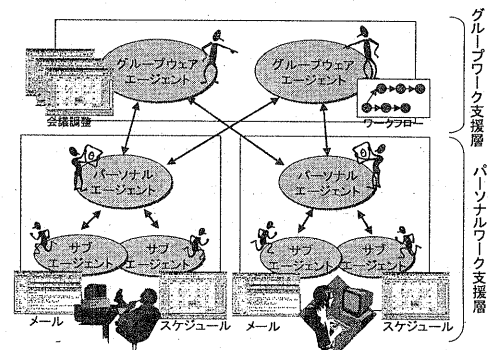 グループウェア
エージェント
グループウェア
エージェント
会議調整
ワークフロー
グループワーク支援層
パーソナル
エージェント
パーソナル
エージェント
サブ
エージェント
サブ
エージェント
サブ
エージェント
サブ
エージェント
メール
スケジュール
メール
スケジュール
パーソナルワーク支援層